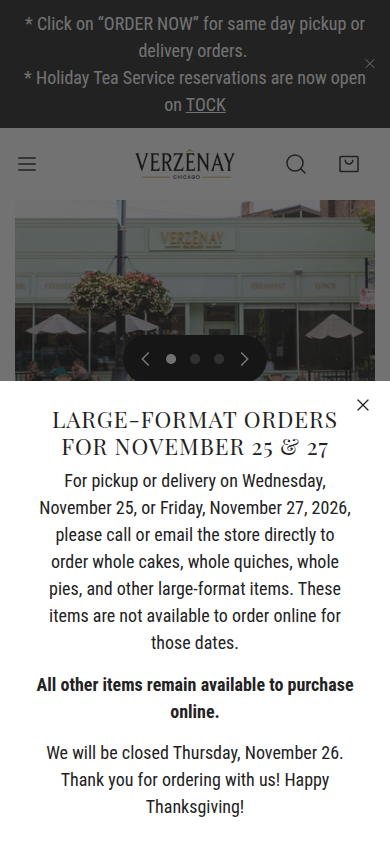 * Click on “ORDER NOW” for same day pickup or
delivery orders.
* Holiday Tea Service reservations are now open
on TOCK
VERZÊNAY
CHICAGO
VERZÊNAY
LARGE-FORMAT ORDERS
FOR NOVEMBER 25 & 27
For pickup or delivery on Wednesday,
November 25, or Friday, November 27, 2026,
please call or email the store directly to
order whole cakes, whole quiches, whole
pies, and other large-format items. These
items are not available to order online for
those dates.
All other items remain available to purchase
online.
We will be closed Thursday, November 26.
Thank you for ordering with us! Happy
Thanksgiving!